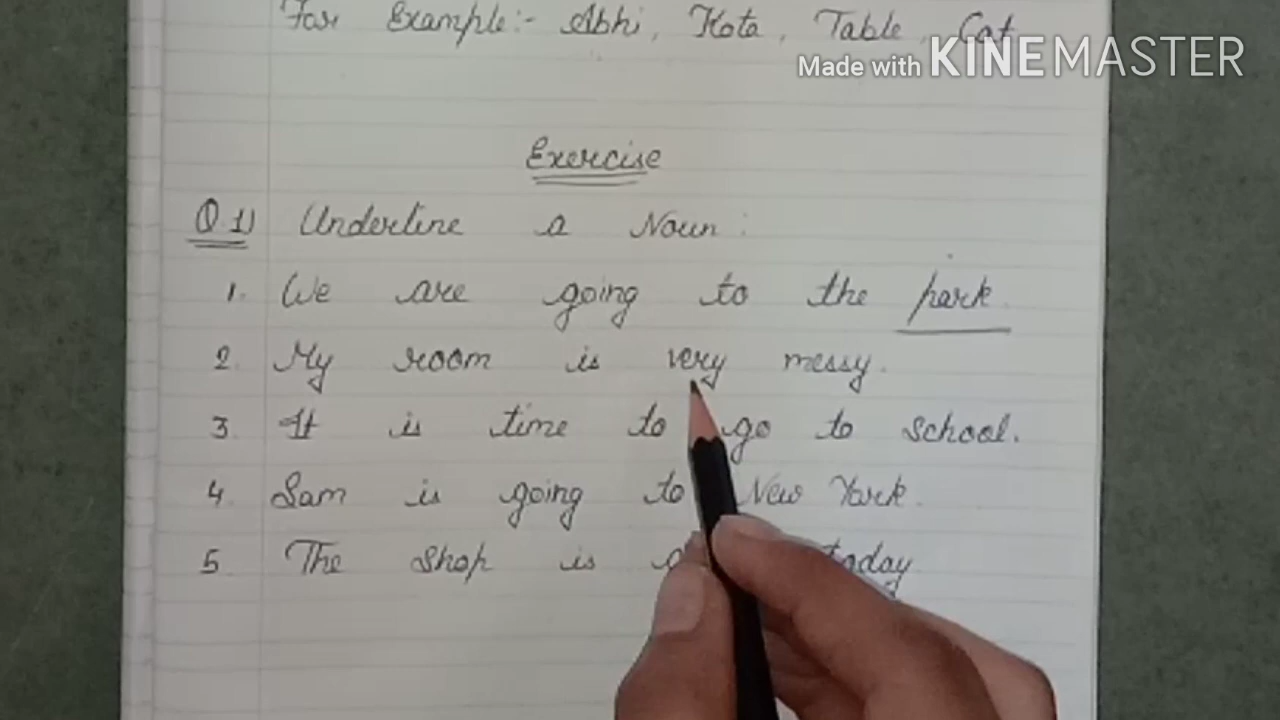 For Example:- Abhi, Kota, Table, Cat
Made with KINEMASTER
Exercise
Q 1) Underline a Noun:
1. We are going to the park.
2. My room is very messy.
3. It is time to go to school.
4. Sam is going to New York.
5. The Shop is today